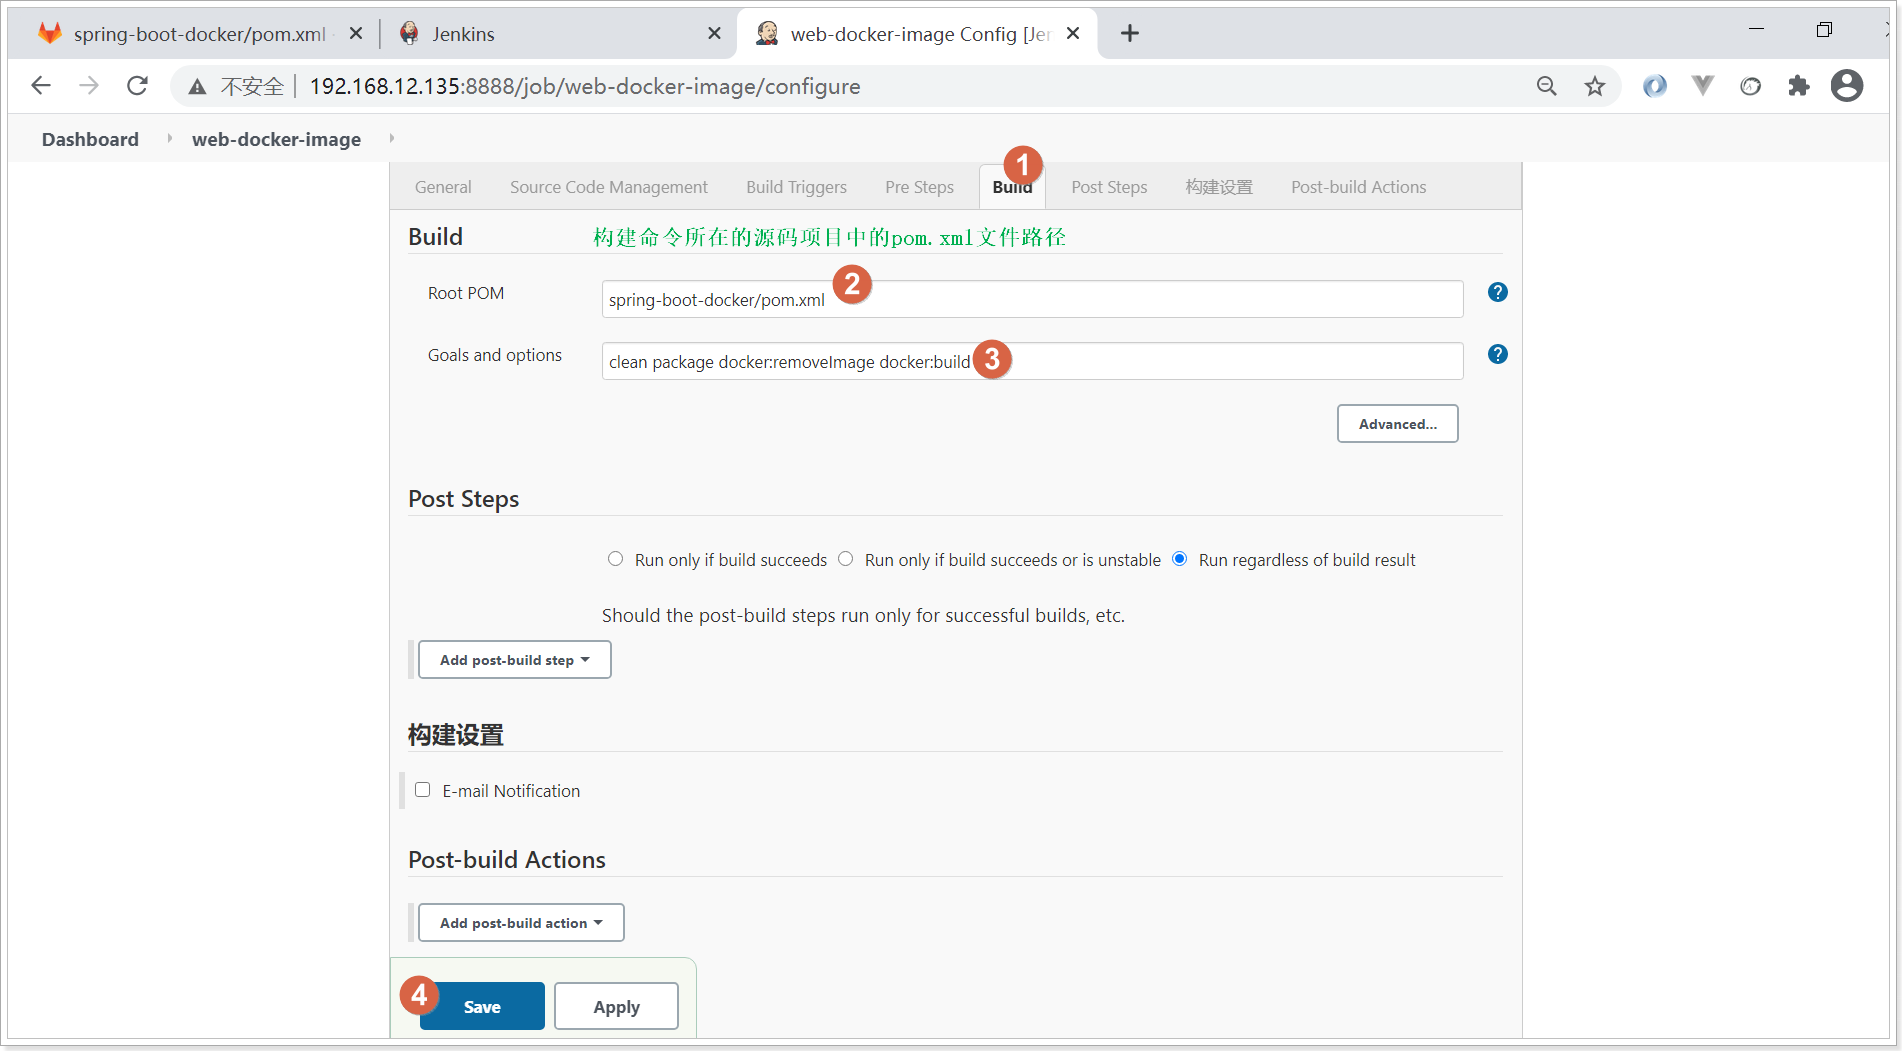 spring-boot-docker/pom.xml
Jenkins
web-docker-image Config [Jer
不安全
192.168.12.135:8888/job/web-docker-image/configure
Dashboard
web-docker-image
1
General
Source Code Management
Build Triggers
Pre Steps
Build
Post Steps
构建设置
Post-build Actions
Build
构建命令所在的源码项目中的pom.xml文件路径
Root POM
spring-boot-docker/pom.xml
2
?
Goals and options
clean package docker:removeImage docker:build
3
?
Advanced...
Post Steps
Run only if build succeeds
Run only if build succeeds or is unstable
Run regardless of build result
Should the post-build steps run only for successful builds, etc.
Add post-build step
构建设置
E-mail Notification
Post-build Actions
Add post-build action
4
Save
Apply